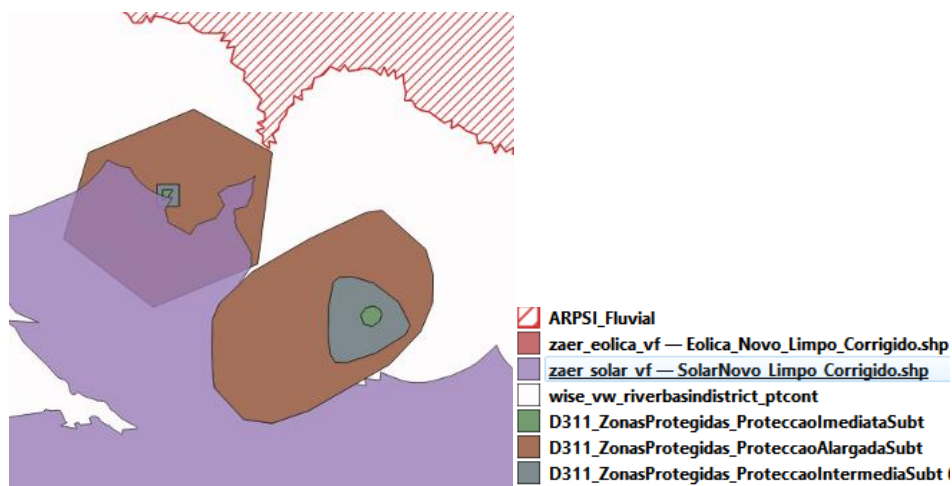 ARPSI_Fluvial
zaer_eolica_vf — Eolica_Novo_Limpo_Corrigido.shp
zaer_solar_vf — SolarNovo_Limpo_Corrigido.shp
wise_vw_riverbasindistrict_ptcont
D311_ZonasProtegidas_ProteccaoImediataSubt
D311_ZonasProtegidas_ProteccaoAlargadaSubt
D311_ZonasProtegidas_ProteccaoIntermediaSubt (